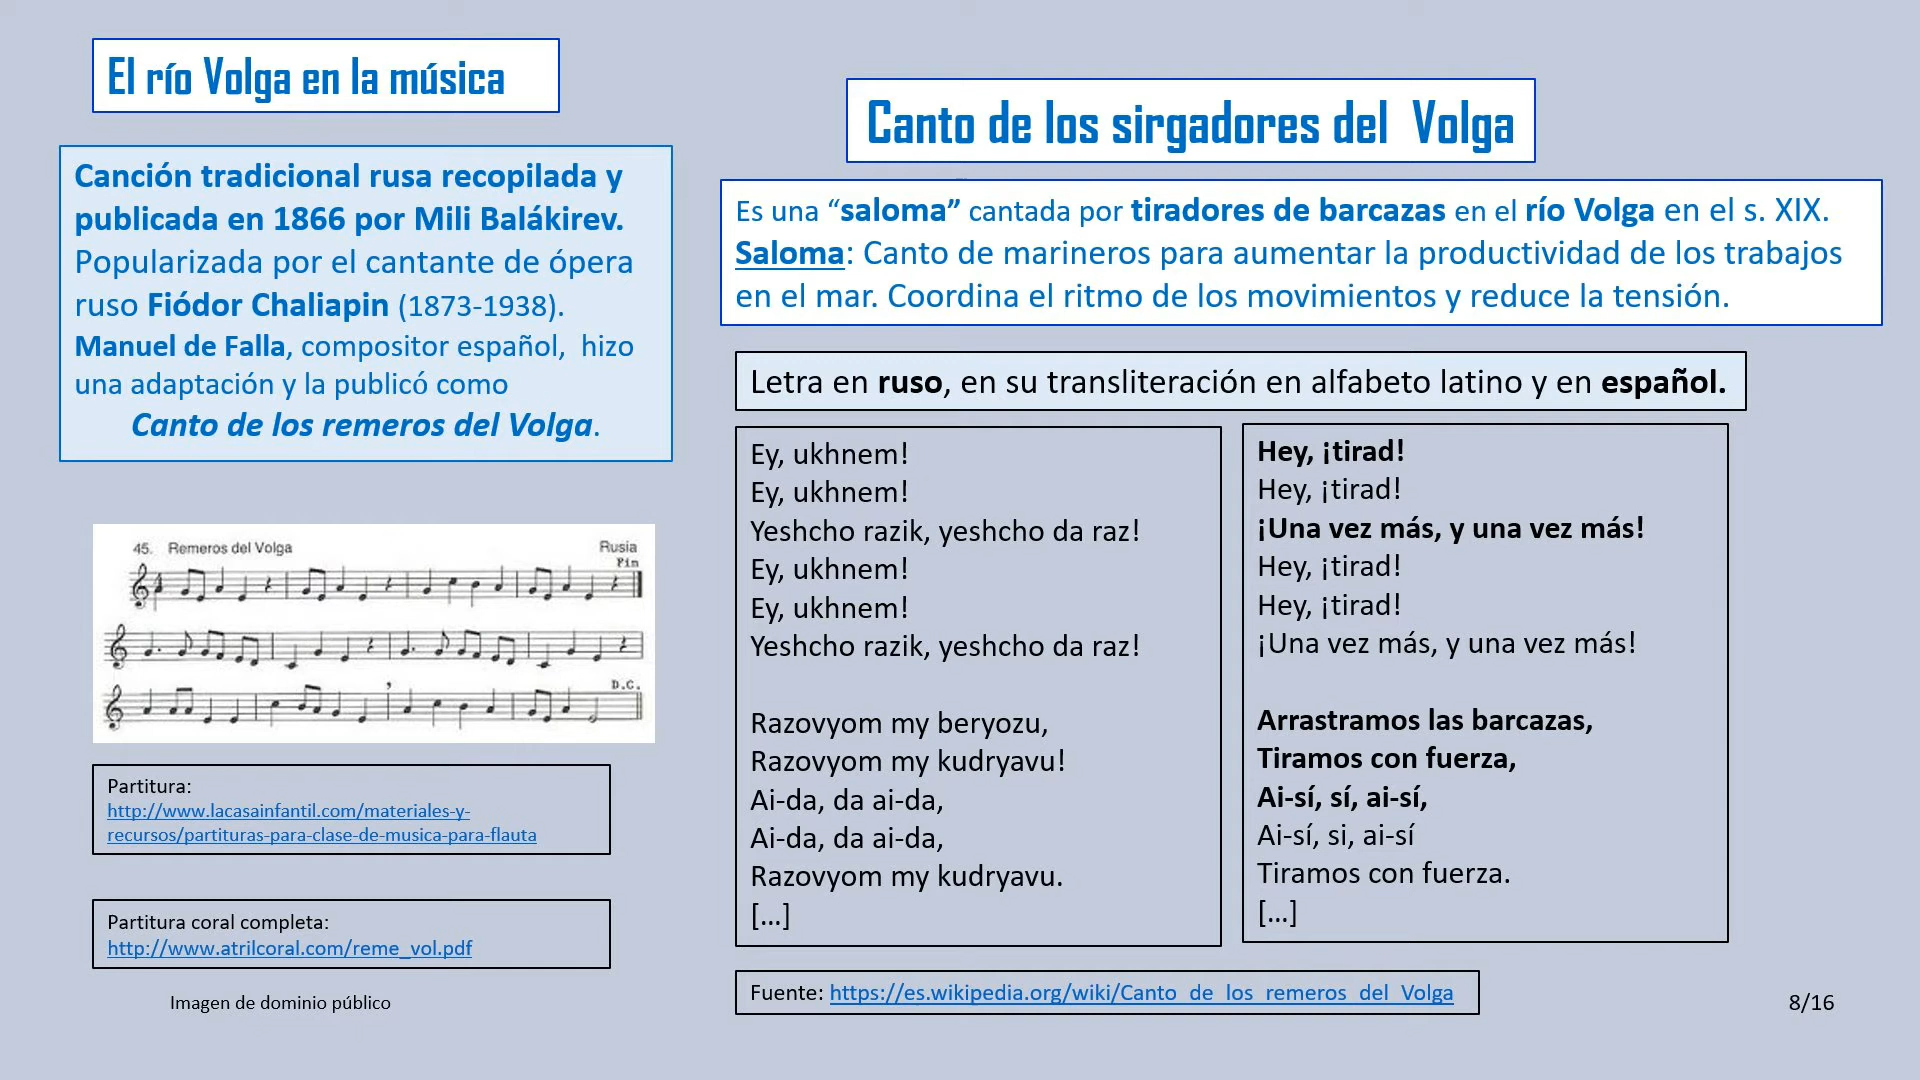 El río Volga en la música
Canción tradicional rusa recopilada y
publicada en 1866 por Mili Balákirev.
Popularizada por el cantante de ópera
ruso Fiódor Chaliapin (1873-1938).
Manuel de Falla, compositor español, hizo
una adaptación y la publicó como
Canto de los remeros del Volga.
45. Remeros del Volga Rusia
Fin
D.C.
Partitura:
http://www.lacasainfantil.com/materiales-y-
recursos/partituras-para-clase-de-musica-para-flauta
Partitura coral completa:
http://www.atrilcoral.com/reme_vol.pdf
Imagen de dominio público
Canto de los sirgadores del Volga
Es una “saloma” cantada por tiradores de barcazas en el río Volga en el s. XIX.
Saloma: Canto de marineros para aumentar la productividad de los trabajos
en el mar. Coordina el ritmo de los movimientos y reduce la tensión.
Letra en ruso, en su transliteración en alfabeto latino y en español.
Ey, ukhnem!
Ey, ukhnem!
Yeshcho razik, yeshcho da raz!
Ey, ukhnem!
Ey, ukhnem!
Yeshcho razik, yeshcho da raz!
Razovyom my beryozu,
Razovyom my kudryavu!
Ai-da, da ai-da,
Ai-da, da ai-da,
Razovyom my kudryavu.
[…]
Hey, ¡tirad!
Hey, ¡tirad!
¡Una vez más, y una vez más!
Hey, ¡tirad!
Hey, ¡tirad!
¡Una vez más, y una vez más!
Arrastramos las barcazas,
Tiramos con fuerza,
Ai-sí, sí, ai-sí,
Ai-sí, si, ai-sí
Tiramos con fuerza.
[…]
Fuente: https://es.wikipedia.org/wiki/Canto_de_los_remeros_del_Volga
8/16